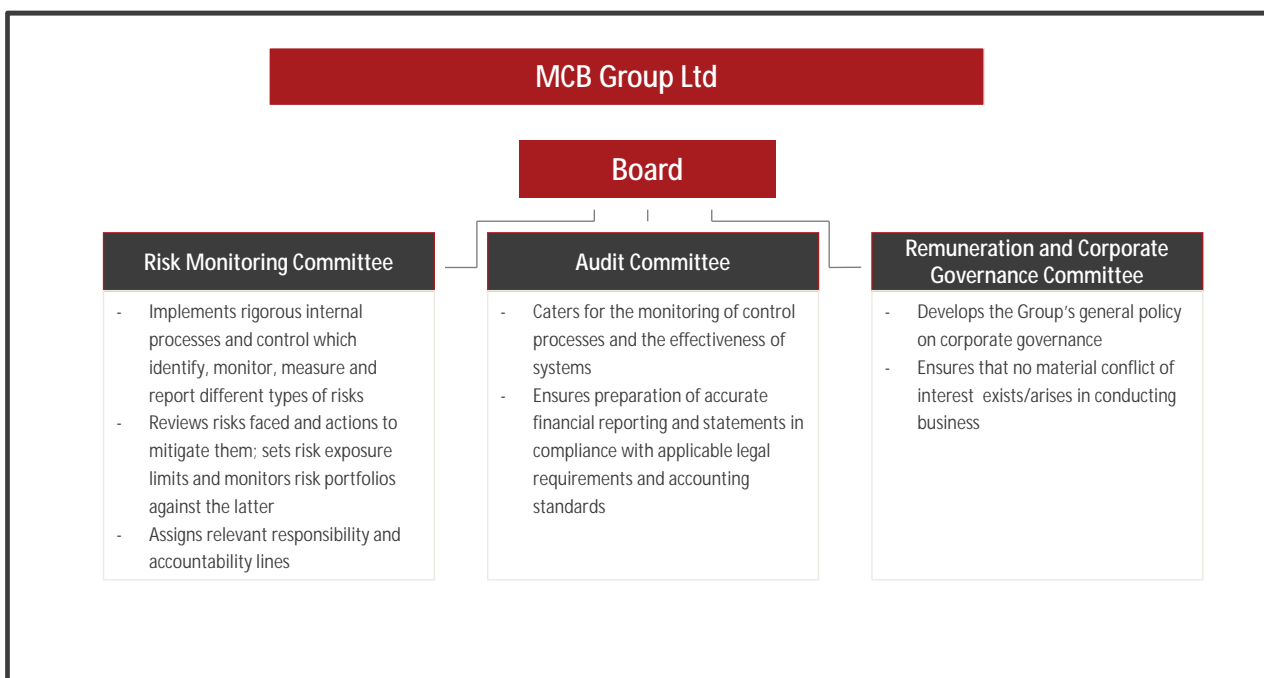 MCB Group Ltd
Board
Risk Monitoring Committee
- Implements rigorous internal
processes and control which
identify, monitor, measure and
report different types of risks
- Reviews risks faced and actions to
mitigate them; sets risk exposure
limits and monitors risk portfolios
against the latter
- Assigns relevant responsibility and
accountability lines
Audit Committee
- Caters for the monitoring of control
processes and the effectiveness of
systems
- Ensures preparation of accurate
financial reporting and statements in
compliance with applicable legal
requirements and accounting
standards
Remuneration and Corporate
Governance Committee
- Develops the Group's general policy
on corporate governance
- Ensures that no material conflict of
interest exists/arises in conducting
business